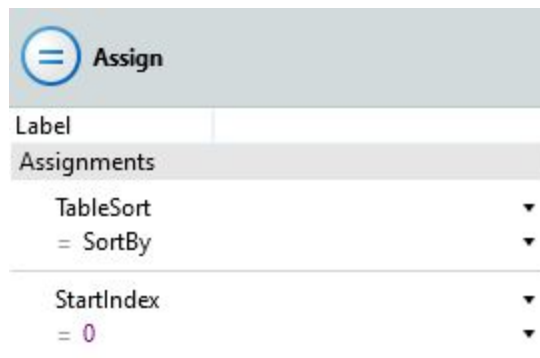 Assign
Label
Assignments
TableSort
= SortBy
StartIndex
= 0